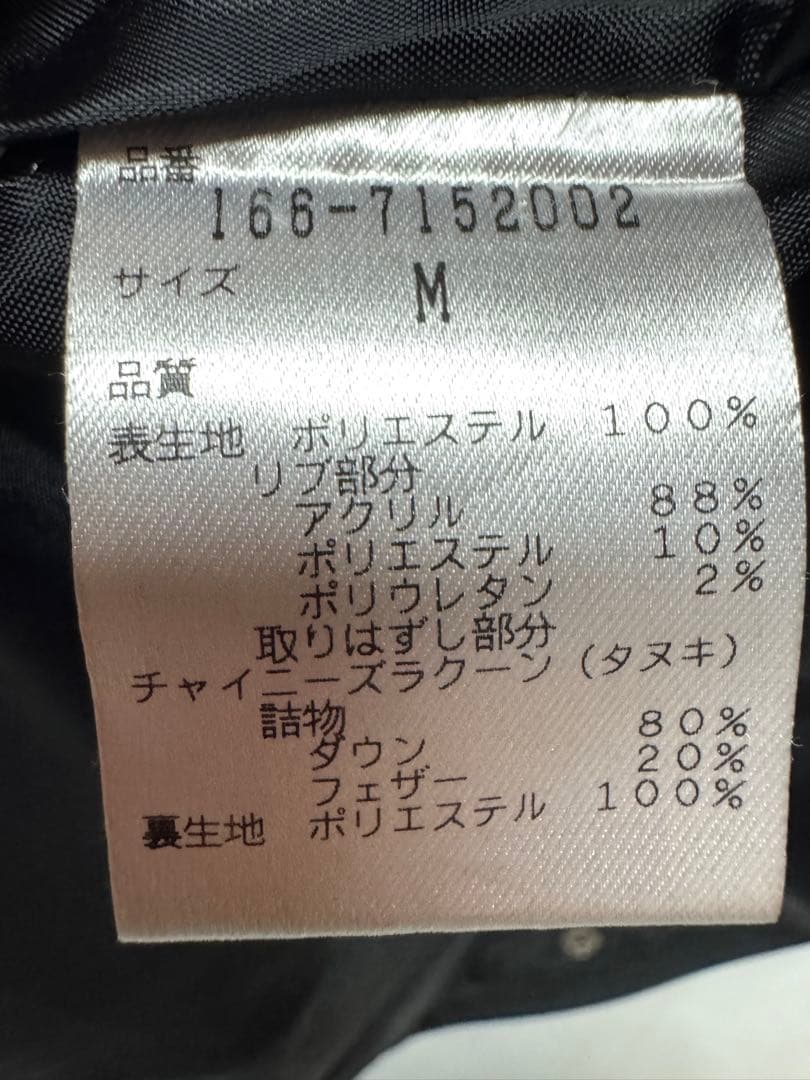 品番
166-7152002
サイズ M
品質
表生地 ポリエステル 100%
リブ部分
アクリル 88%
ポリエステル 10%
ポリウレタン 2%
取りはずし部分
チャイニーズラクーン(タヌキ)
詰物
ダウン 80%
フェザー 20%
裏生地 ポリエステル 100%